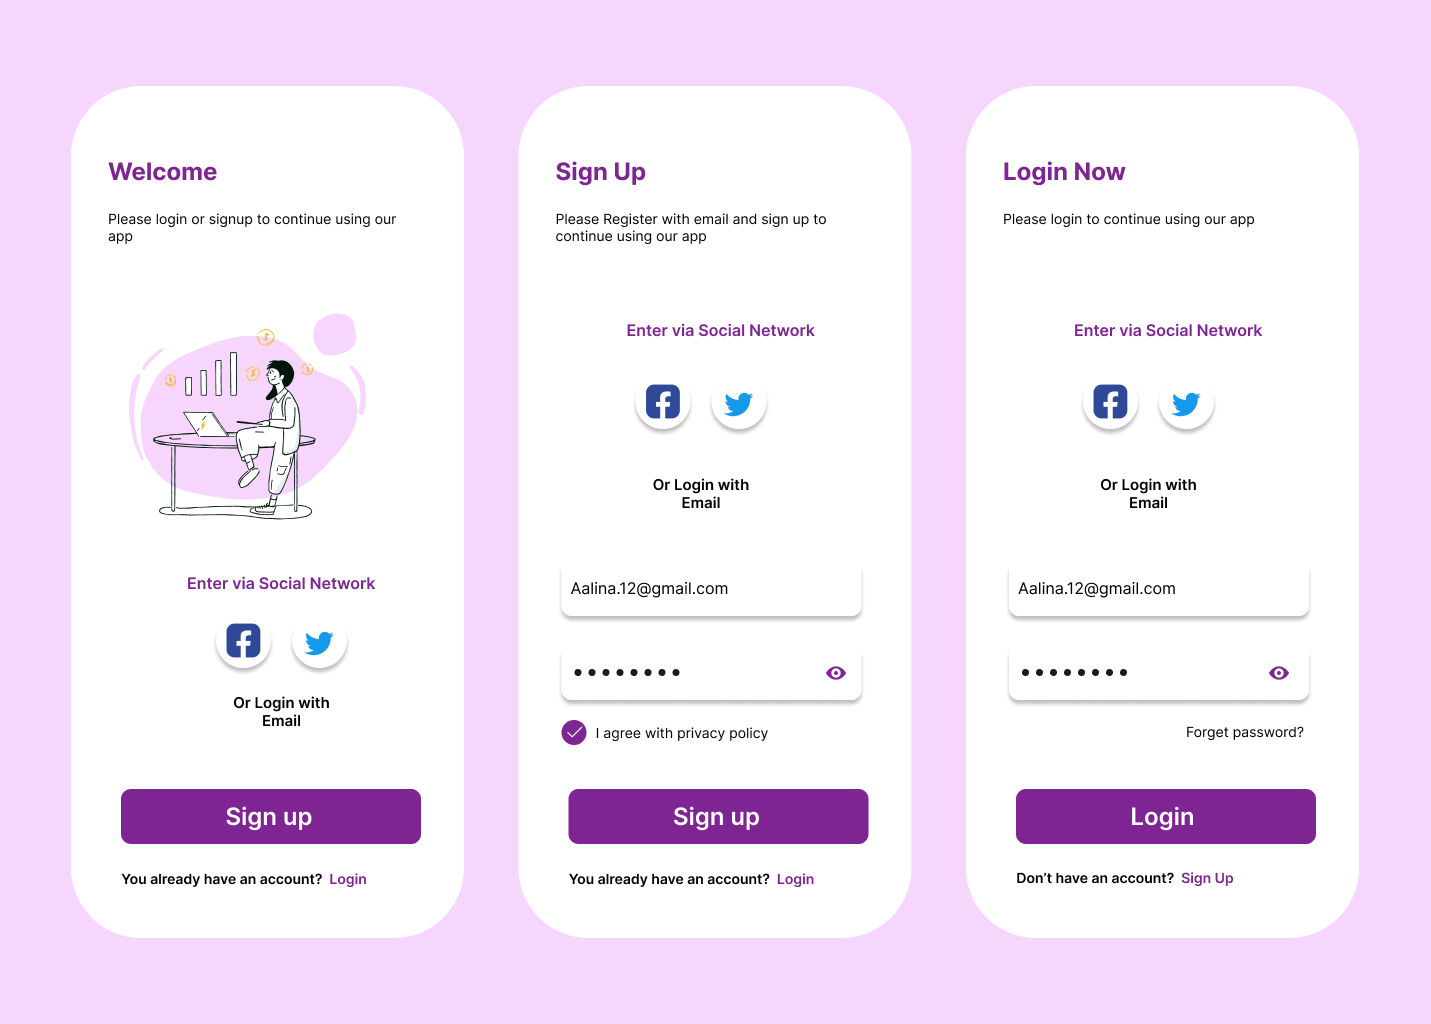 Welcome
Please login or signup to continue using our
app
Enter via Social Network
Or Login with
Email
Sign up
You already have an account? Login
Sign Up
Please Register with email and sign up to
continue using our app
Enter via Social Network
Or Login with
Email
Aalina.12@gmail.com
I agree with privacy policy
Sign up
You already have an account? Login
Login Now
Please login to continue using our app
Enter via Social Network
Or Login with
Email
Aalina.12@gmail.com
Forget password?
Login
Don’t have an account? Sign Up